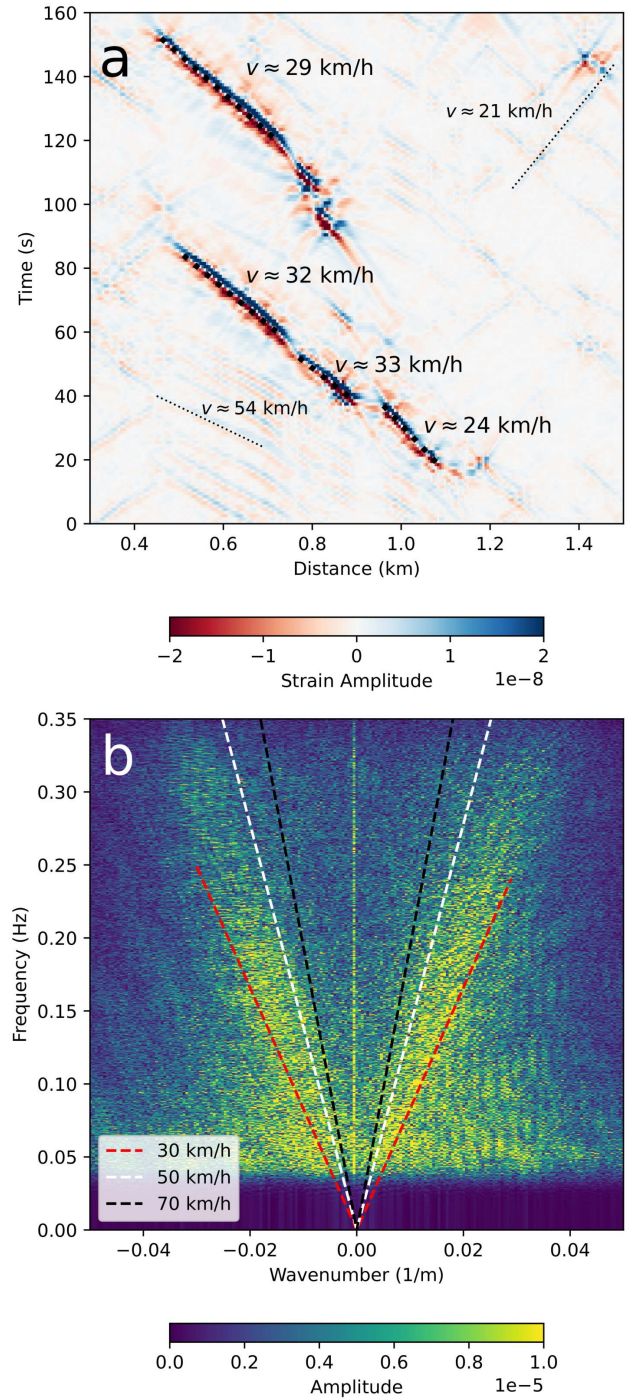 a
160
140
120
100
80
60
40
20
0
Time (s)
v ≈ 29 km/h
v ≈ 21 km/h
v ≈ 32 km/h
v ≈ 33 km/h
v ≈ 54 km/h
v ≈ 24 km/h
0.4 0.6 0.8 1.0 1.2 1.4
Distance (km)
−2 −1 0 1 2
1e−8
Strain Amplitude
b
0.35
0.30
0.25
0.20
0.15
0.10
0.05
0.00
Frequency (Hz)
30 km/h
50 km/h
70 km/h
−0.04 −0.02 0.00 0.02 0.04
Wavenumber (1/m)
0.0 0.2 0.4 0.6 0.8 1.0
1e−5
Amplitude